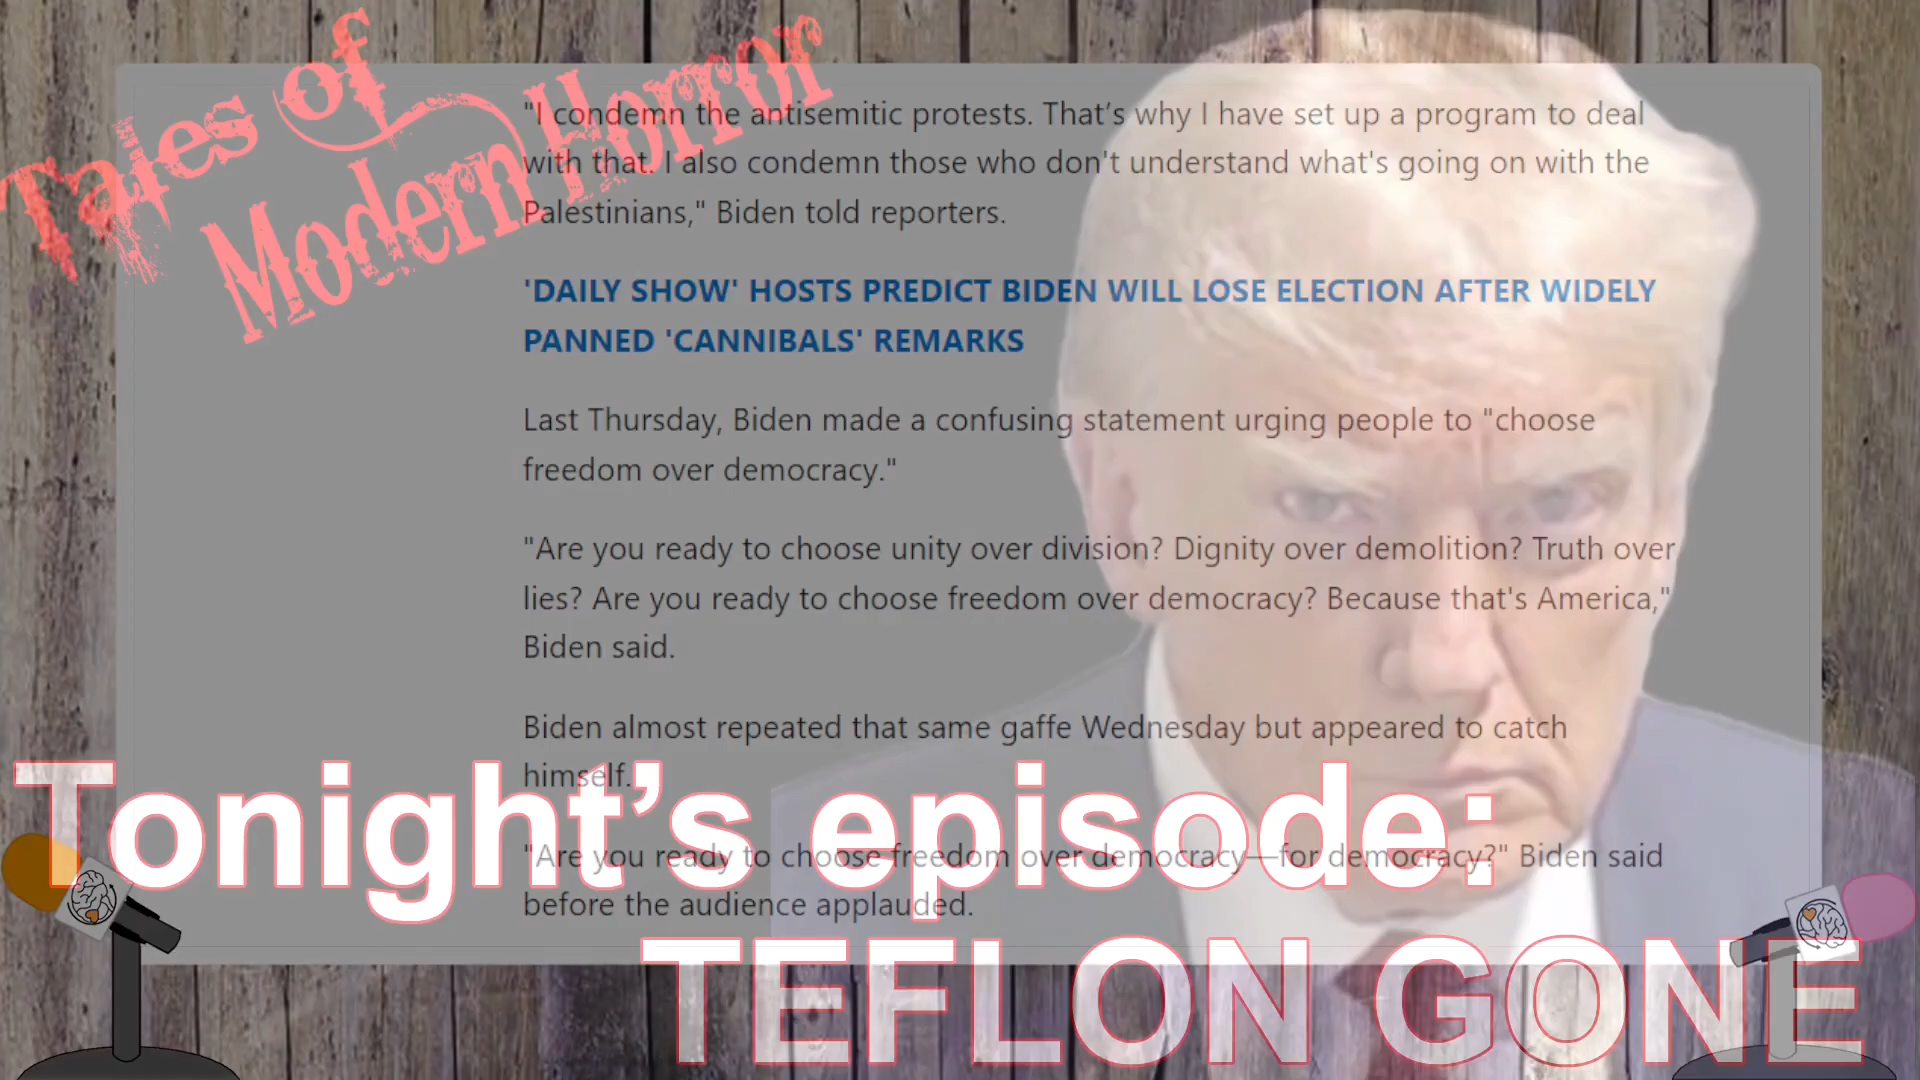 Tales of
Modern Horror
"I condemn the antisemitic protests. That's why I have set up a program to deal
with that. I also condemn those who don't understand what's going on with the
Palestinians," Biden told reporters.
'DAILY SHOW' HOSTS PREDICT BIDEN WILL LOSE ELECTION AFTER WIDELY
PANNED 'CANNIBALS' REMARKS
Last Thursday, Biden made a confusing statement urging people to "choose
freedom over democracy."
"Are you ready to choose unity over division? Dignity over demolition? Truth over
lies? Are you ready to choose freedom over democracy? Because that's America,"
Biden said.
Biden almost repeated that same gaffe Wednesday but appeared to catch
himself.
"Are you ready to choose freedom over democracy—for democracy?" Biden said
before the audience applauded.
Tonight’s episode:
TEFLON GONE